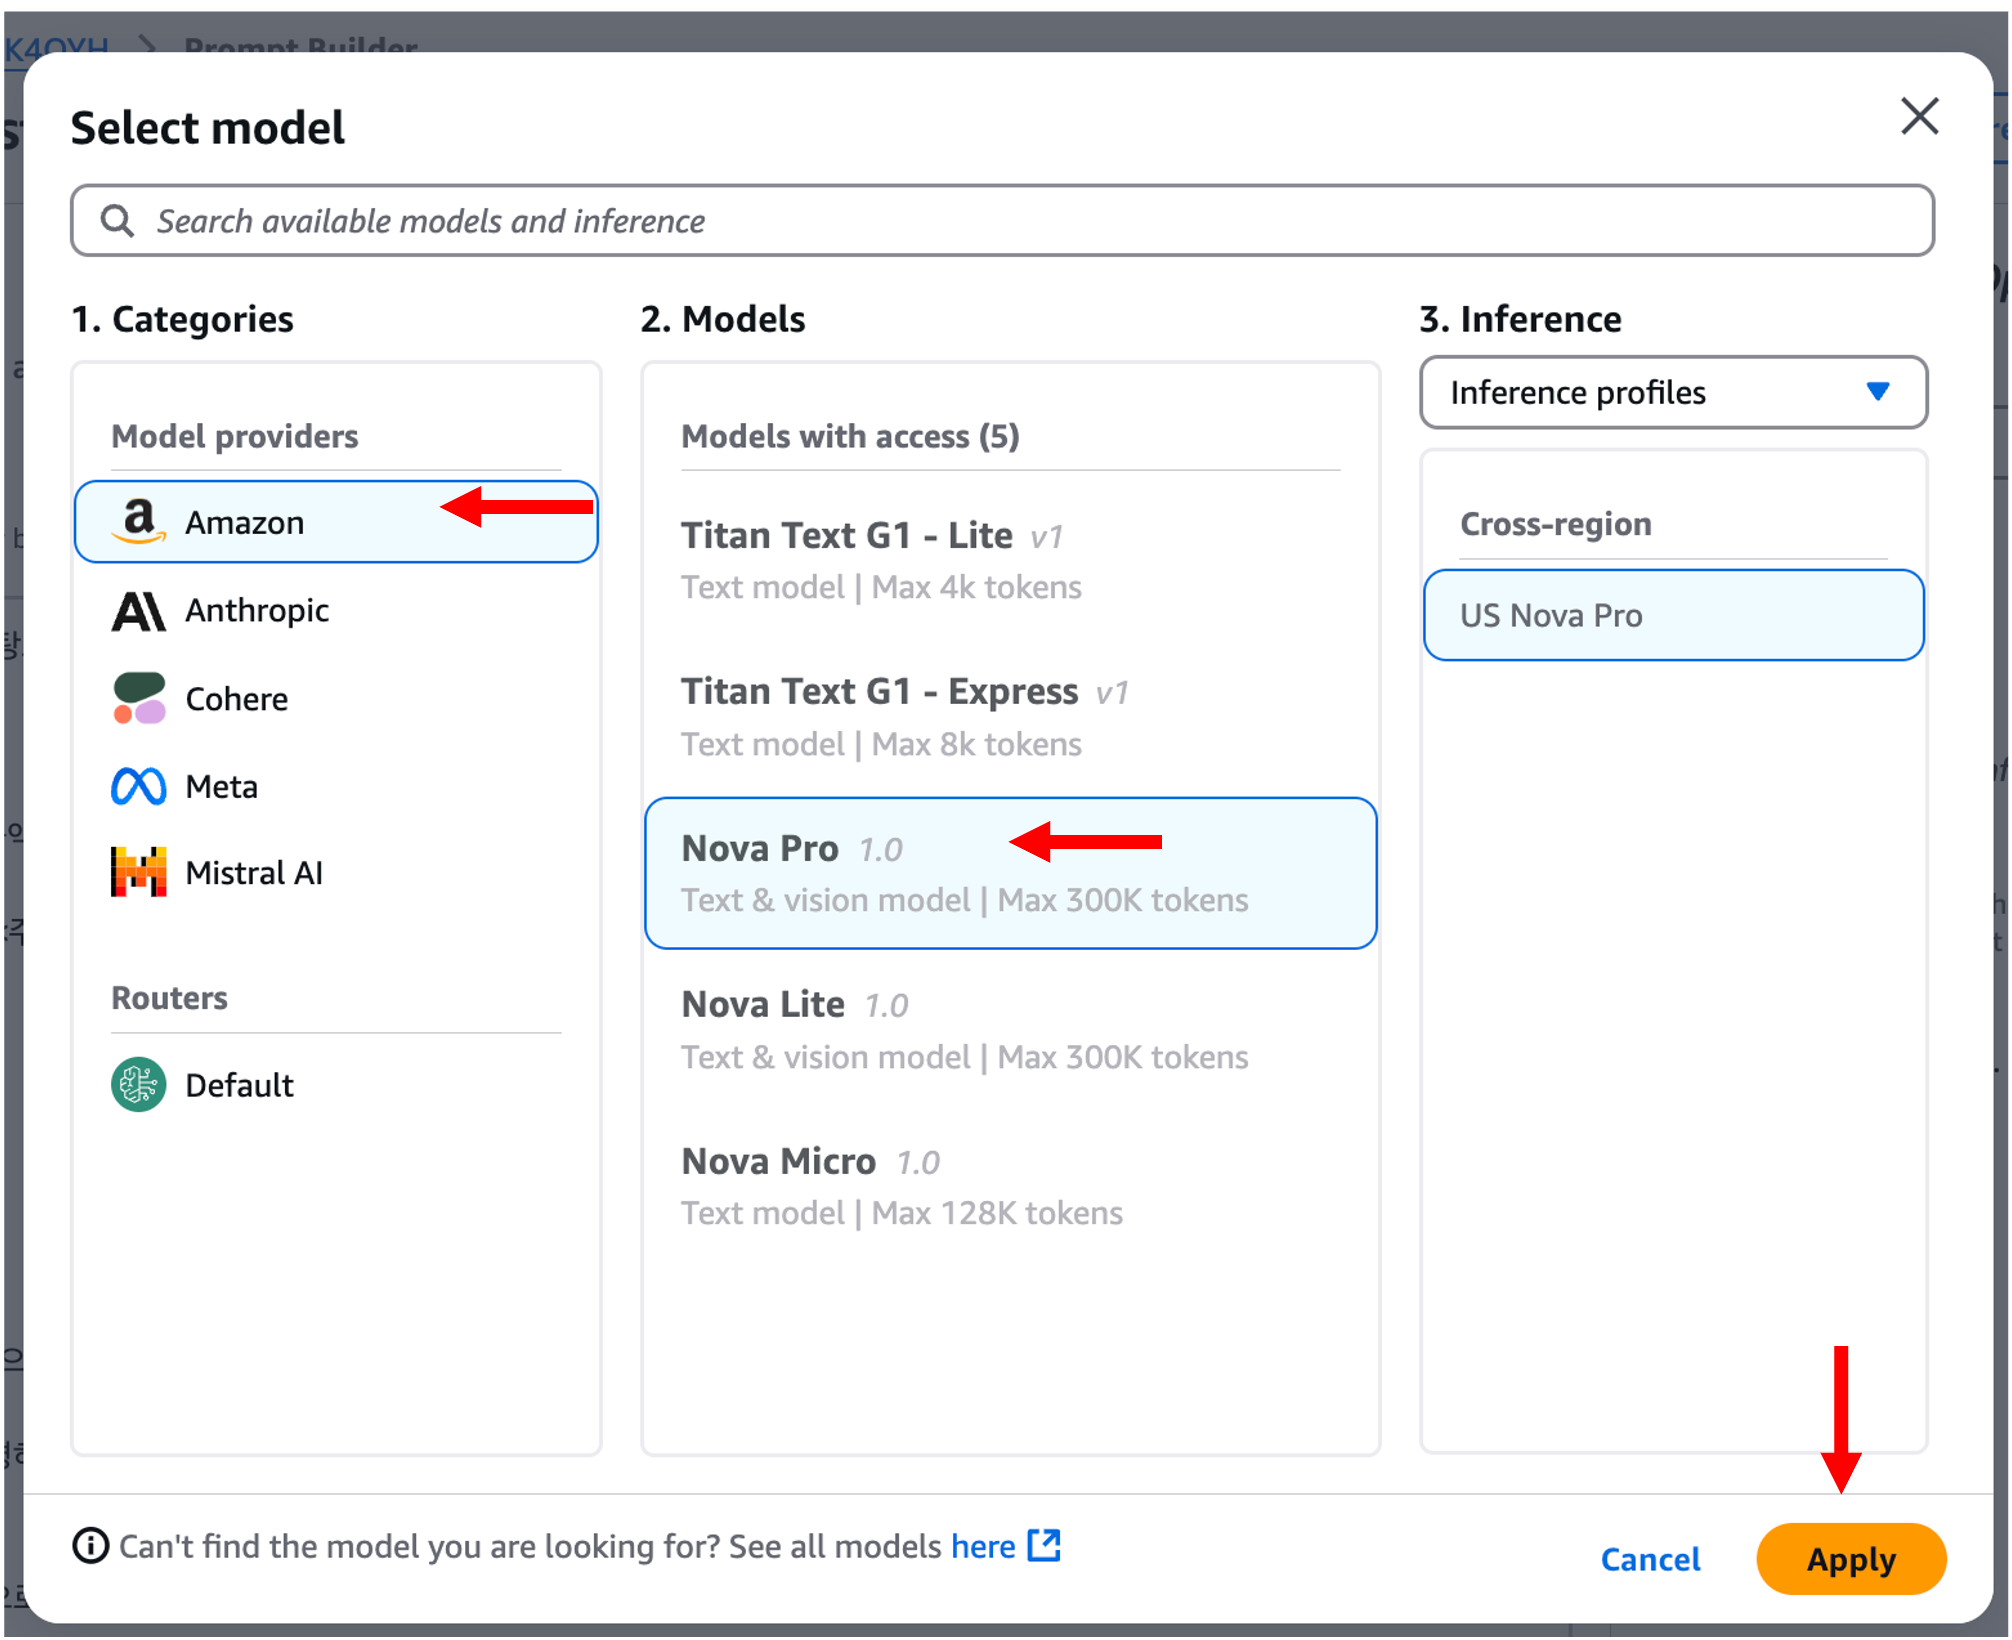 Prompt Builder
Select model
Search available models and inference
1. Categories
Model providers
Amazon
Anthropic
Cohere
Meta
Mistral AI
Routers
Default
2. Models
Models with access (5)
Titan Text G1 - Lite v1
Text model | Max 4k tokens
Titan Text G1 - Express v1
Text model | Max 8k tokens
Nova Pro 1.0
Text & vision model | Max 300K tokens
Nova Lite 1.0
Text & vision model | Max 300K tokens
Nova Micro 1.0
Text model | Max 128K tokens
3. Inference
Inference profiles
Cross-region
US Nova Pro
Can't find the model you are looking for? See all models here
Cancel
Apply